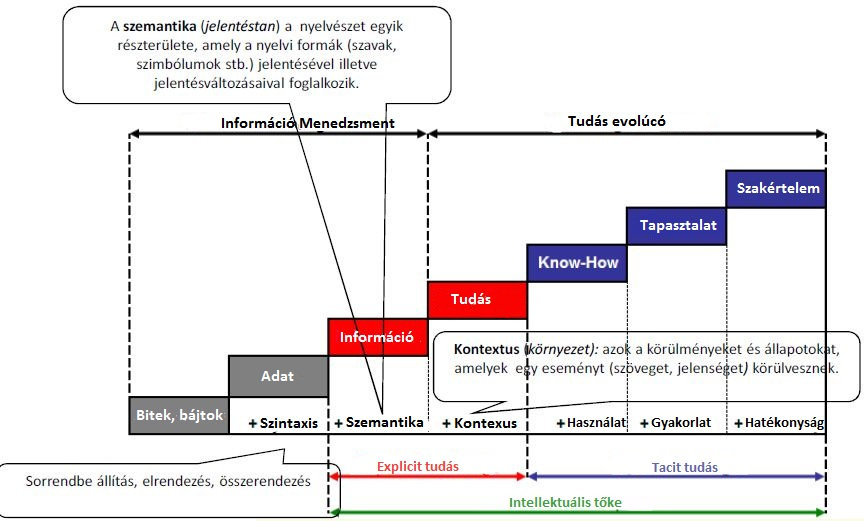 A szemantika (jelentéstan) a nyelvészet egyik
részterülete, amely a nyelvi formák (szavak,
szimbólumok stb.) jelentésével illetve
jelentésváltozásaival foglalkozik.
Információ Menedzsment
Tudás evolúcó
Szakértelem
Tapasztalat
Know-How
Tudás
Információ
Kontextus (környezet): azok a körülményeket és állapotokat,
amelyek egy eseményt (szöveget, jelenséget) körülvesznek.
Adat
Bitek, bájtok
+ Szintaxis
+ Szemantika
+ Kontexus
+ Használat
+ Gyakorlat
+ Hatékonyság
Sorrendbe állítás, elrendezés, összerendezés
Explicit tudás
Tacit tudás
Intellektuális tőke